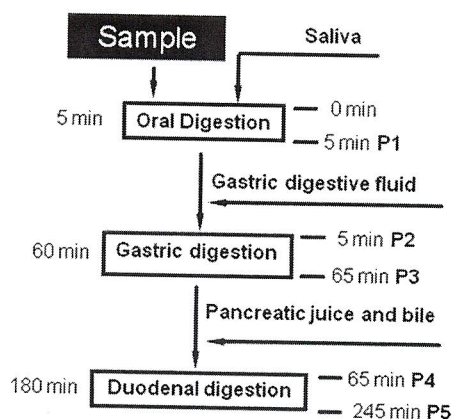 Sample
Saliva
0 min
5 min
Oral Digestion
5 min P1
Gastric digestive fluid
5 min P2
60 min
Gastric digestion
65 min P3
Pancreatic juice and bile
65 min P4
180 min
Duodenal digestion
245 min P5